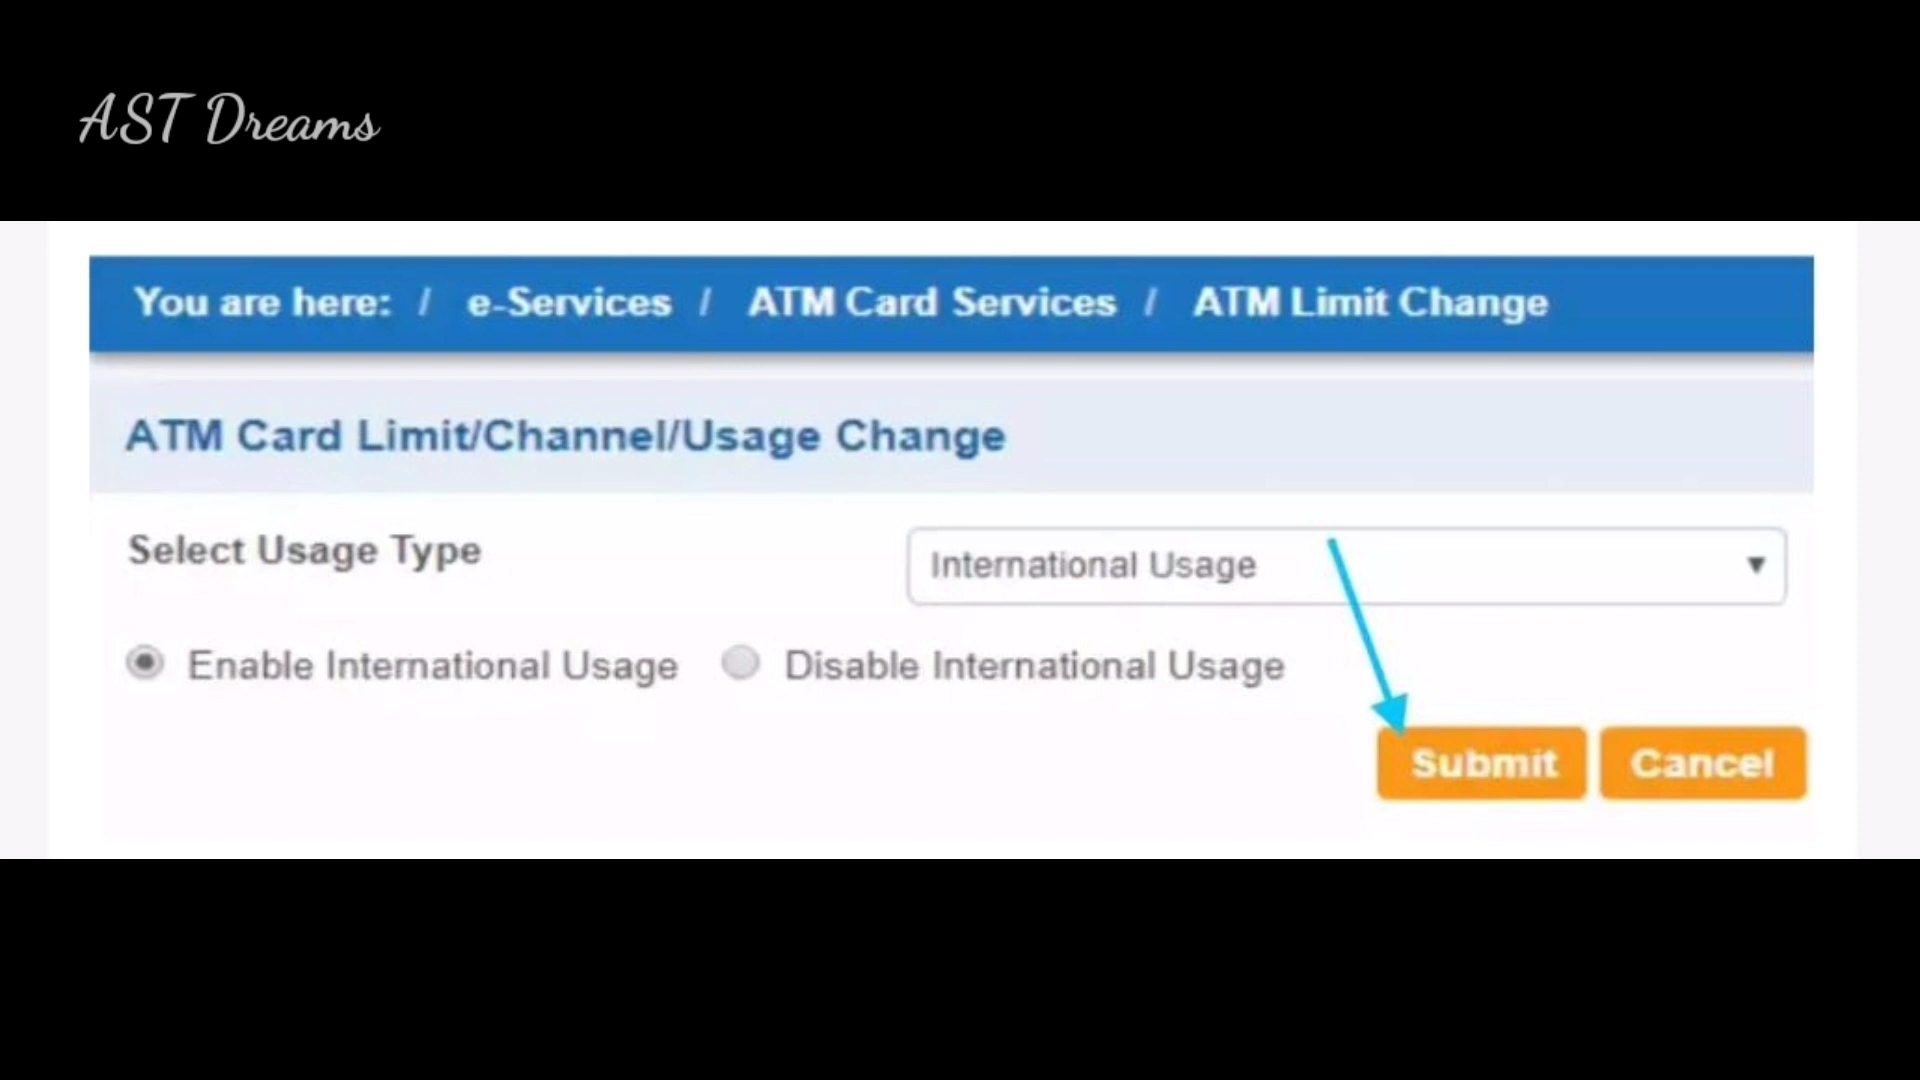 AST Dreams
You are here: / e-Services / ATM Card Services / ATM Limit Change
ATM Card Limit/Channel/Usage Change
Select Usage Type International Usage
Enable International Usage Disable International Usage
Submit Cancel